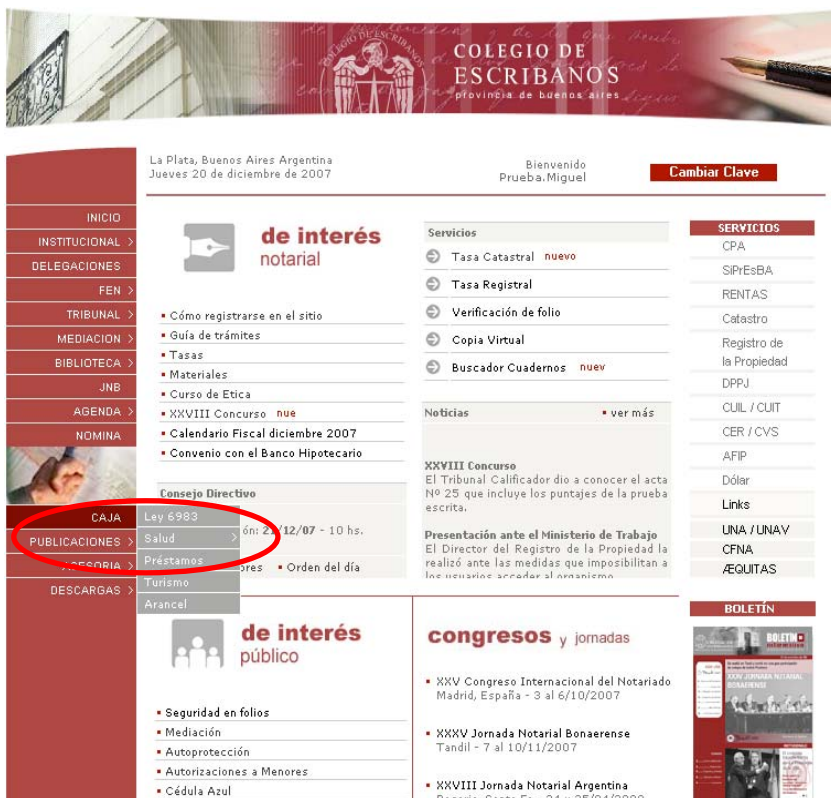 COLEGIO DE
ESCRIBANOS
provincia de buenos aires
La Plata, Buenos Aires Argentina
Jueves 20 de diciembre de 2007
Bienvenido
Prueba.Miguel
Cambiar Clave
INICIO
INSTITUCIONAL >
DELEGACIONES
FEN >
TRIBUNAL >
MEDIACION >
BIBLIOTECA >
JNB
AGENDA >
NOMINA
CAJA
PUBLICACIONES >
ASESORIA >
DESCARGAS >
Ley 6983
Salud >
Préstamos
Turismo
Arancel
de interés
notarial
Cómo registrarse en el sitio
Guía de trámites
Tasas
Materiales
Curso de Etica
XXVIII Concurso nue
Calendario Fiscal diciembre 2007
Convenio con el Banco Hipotecario
Consejo Directivo
/12/07 - 10 hs.
Orden del día
Servicios
Tasa Catastral nuevo
Tasa Registral
Verificación de folio
Copia Virtual
Buscador Cuadernos nuev
Noticias
ver más
XXVIII Concurso
El Tribunal Calificador dio a conocer el acta
Nº 25 que incluye los puntajes de la prueba
escrita.
Presentación ante el Ministerio de Trabajo
El Director del Registro de la Propiedad la
realizó ante las medidas que imposibilitan a
los usuarios acceder al organismo
SERVICIOS
CPA
SiPrEsBA
RENTAS
Catastro
Registro de
la Propiedad
DPPJ
CUIL / CUIT
CER / CVS
AFIP
Dólar
Links
UNA / UNAV
CFNA
ÆQUITAS
BOLETÍN
de interés
público
Seguridad en folios
Mediación
Autoprotección
Autorizaciones a Menores
Cédula Azul
congresos y jornadas
XXV Congreso Internacional del Notariado
Madrid, España - 3 al 6/10/2007
XXXV Jornada Notarial Bonaerense
Tandil - 7 al 10/11/2007
XXVIII Jornada Notarial Argentina